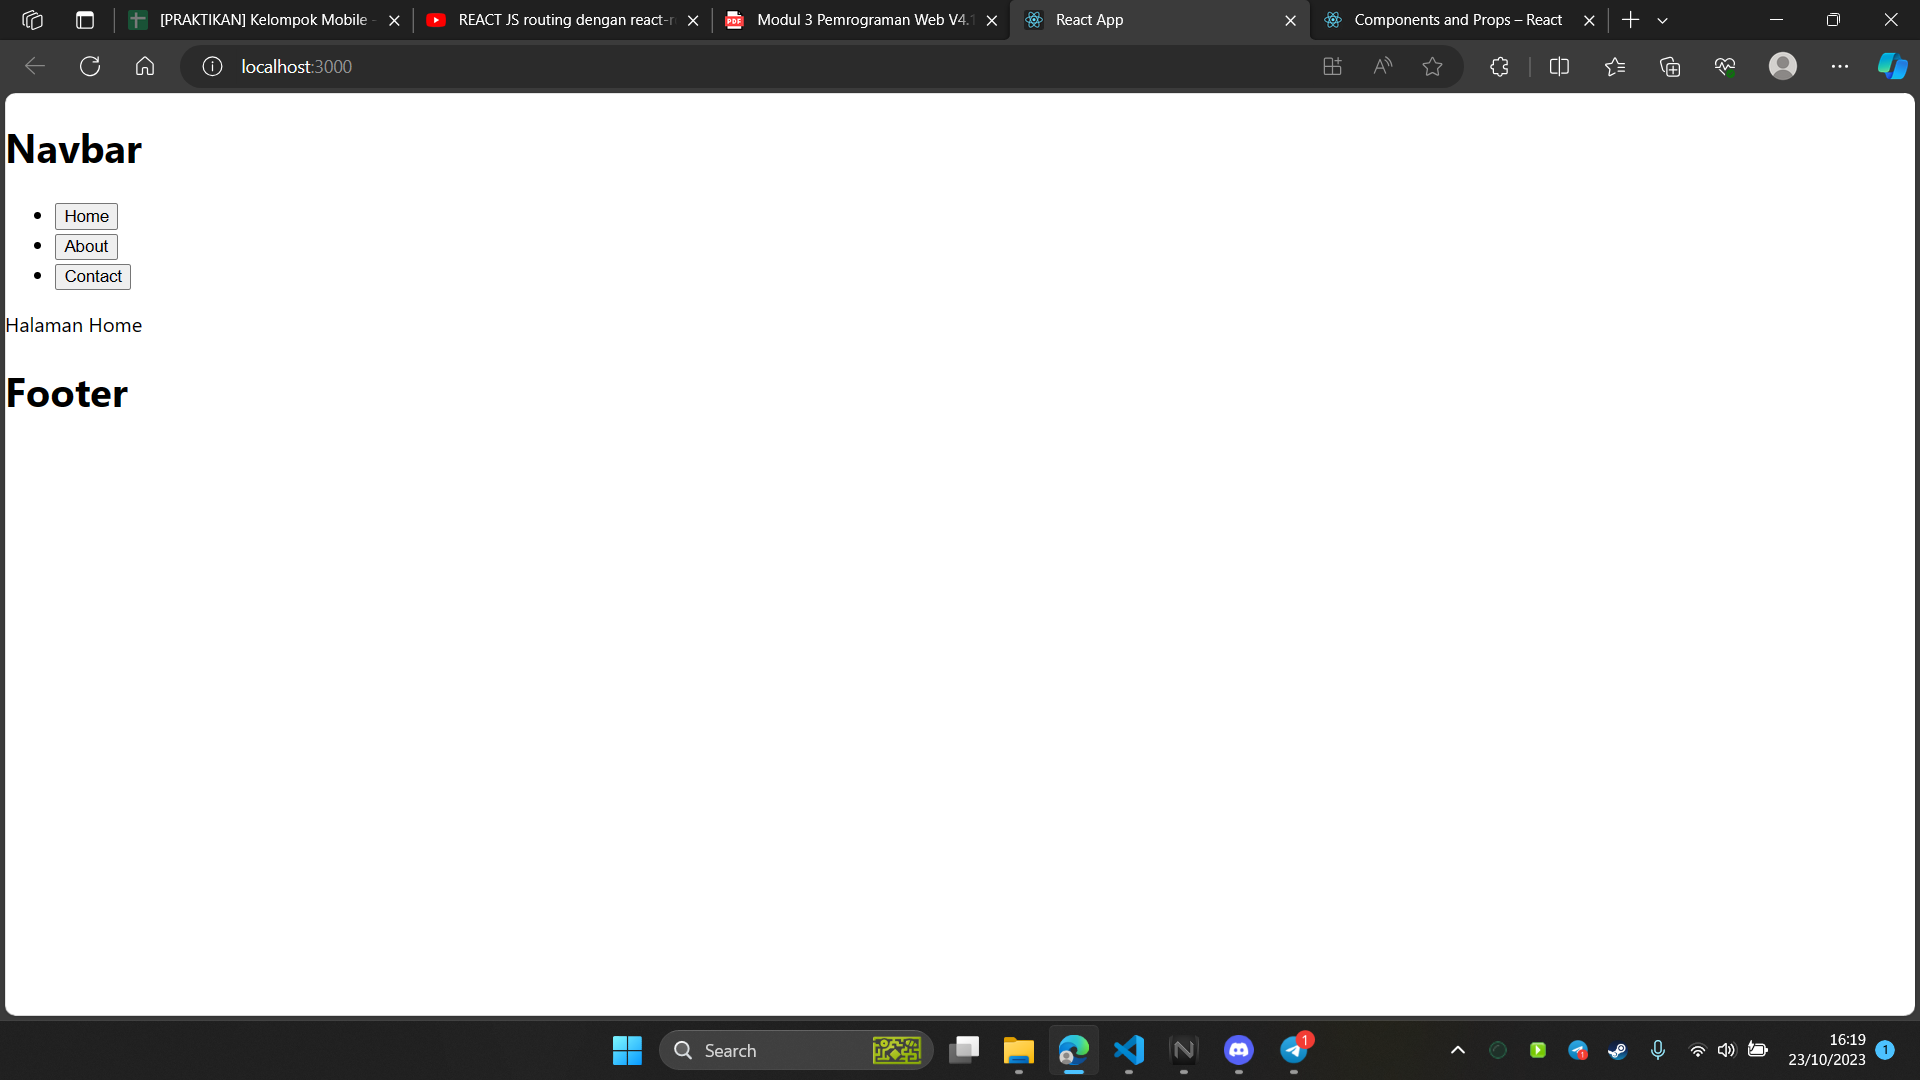 [PRAKTIKAN] Kelompok Mobile -
REACT JS routing dengan react-r
Modul 3 Pemrograman Web V4.1
React App
Components and Props – React
localhost:3000
Navbar
Home
About
Contact
Halaman Home
Footer
Search
1
16:19
23/10/2023
1